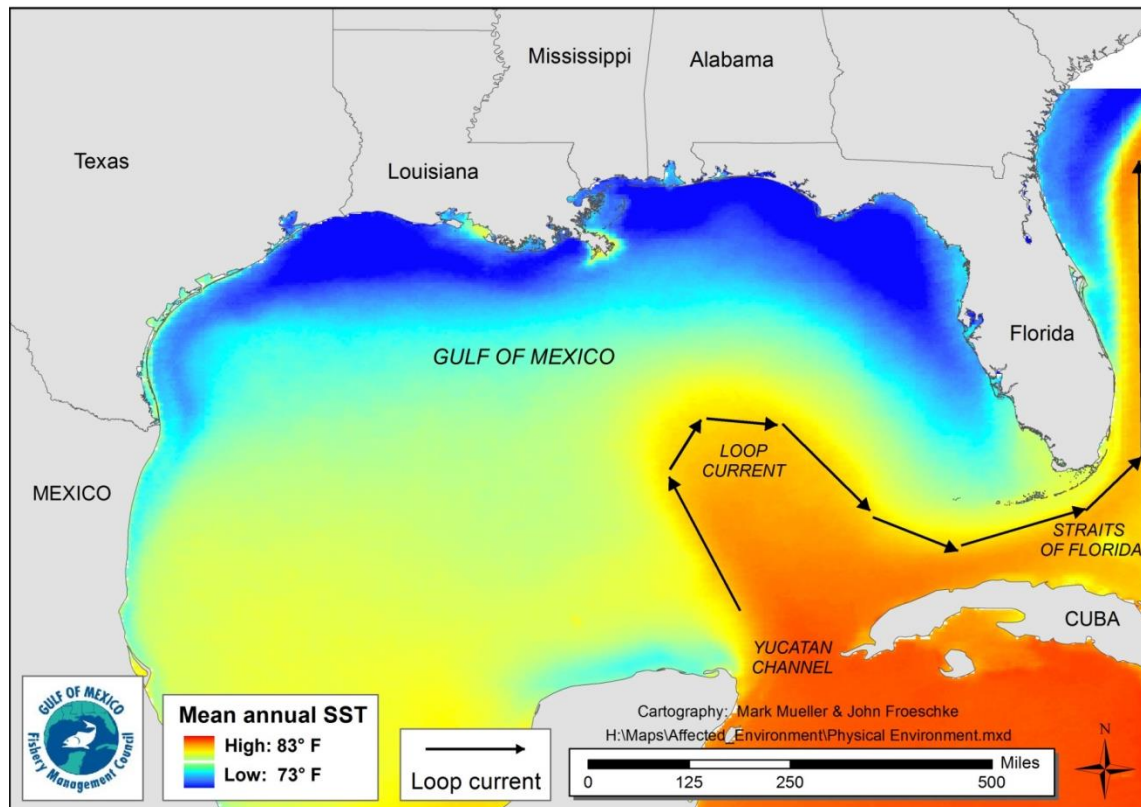 Mississippi
Alabama
Texas
Louisiana
GULF OF MEXICO
Florida
LOOP
CURRENT
MEXICO
STRAITS
OF FLORIDA
CUBA
YUCATAN
CHANNEL
GULF OF MEXICO
Fishery Management Council
Mean annual SST
High: 83° F
Low: 73° F
Loop current
Cartography: Mark Mueller & John Froeschke
H:\Maps\Affected_Environment\Physical Environment.mxd
Miles
0 125 250 500
N